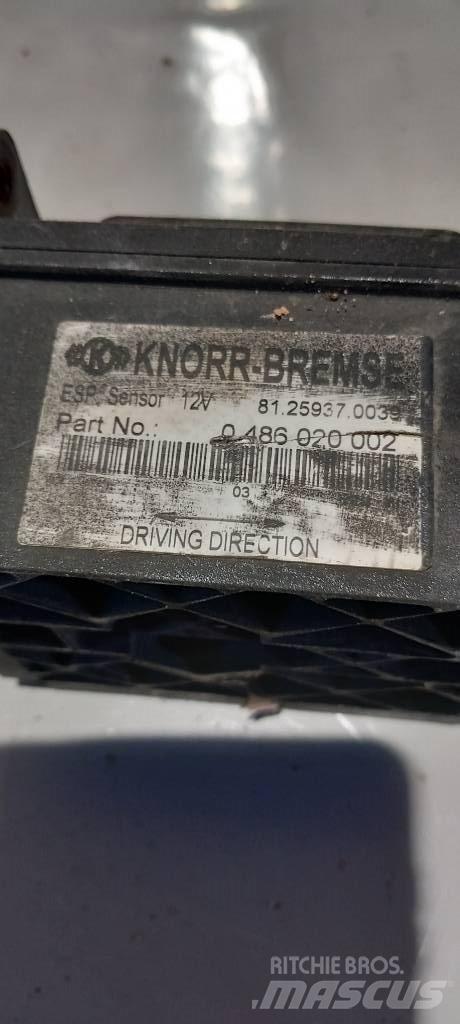 KNORR-BREMSE
ESP. Sensor 12V 81.25937.0039
Part No.: 0 486 020 002
03
DRIVING DIRECTION
RITCHIE BROS.
MASCUS